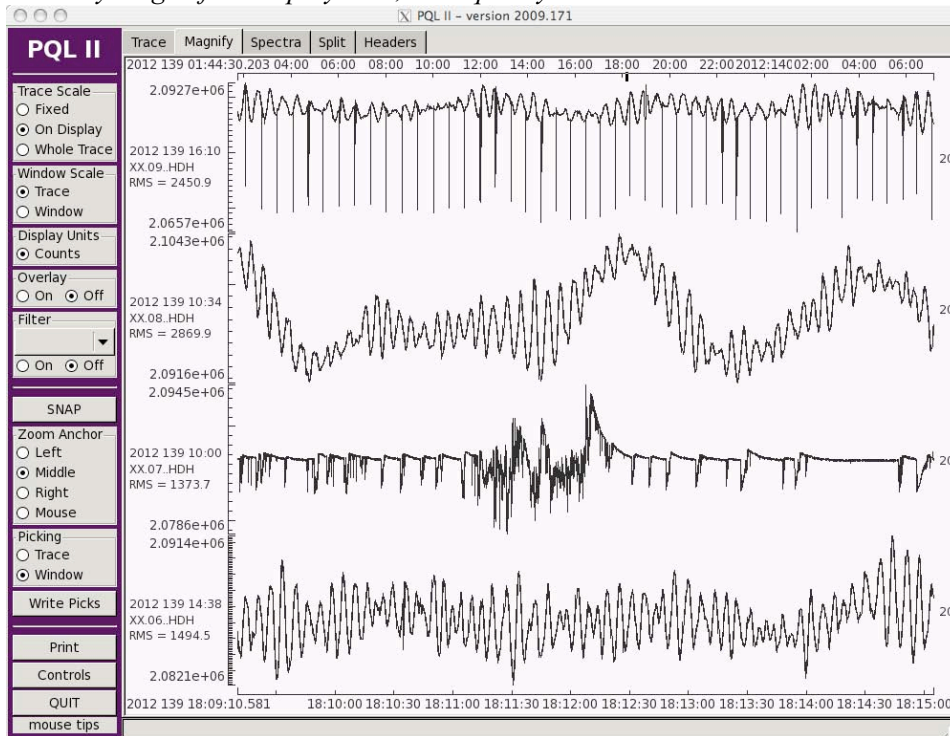 PQL II - version 2009.171
PQL II
Trace Magnify Spectra Split Headers
2012 139 01:44:30.203 04:00 06:00 08:00 10:00 12:00 14:00 16:00 18:00 20:00 22:00 2012:140 02:00 04:00 06:00
Trace Scale
Fixed
On Display
Whole Trace
Window Scale
Trace
Window
Display Units
Counts
Overlay
On Off
Filter
On Off
SNAP
Zoom Anchor
Left
Middle
Right
Mouse
Picking
Trace
Window
Write Picks
Print
Controls
QUIT
mouse tips
2.0927e+06
2012 139 16:10
XX.09..HDH
RMS = 2450.9
2.0657e+06
20
2.1043e+06
2012 139 10:34
XX.08..HDH
RMS = 2869.9
2.0916e+06
20
2.0945e+06
2012 139 10:00
XX.07..HDH
RMS = 1373.7
2.0786e+06
20
2.0914e+06
2012 139 14:38
XX.06..HDH
RMS = 1494.5
2.0821e+06
20
2012 139 18:09:10.581 18:10:00 18:10:30 18:11:00 18:11:30 18:12:00 18:12:30 18:13:00 18:13:30 18:14:00 18:14:30 18:15:00